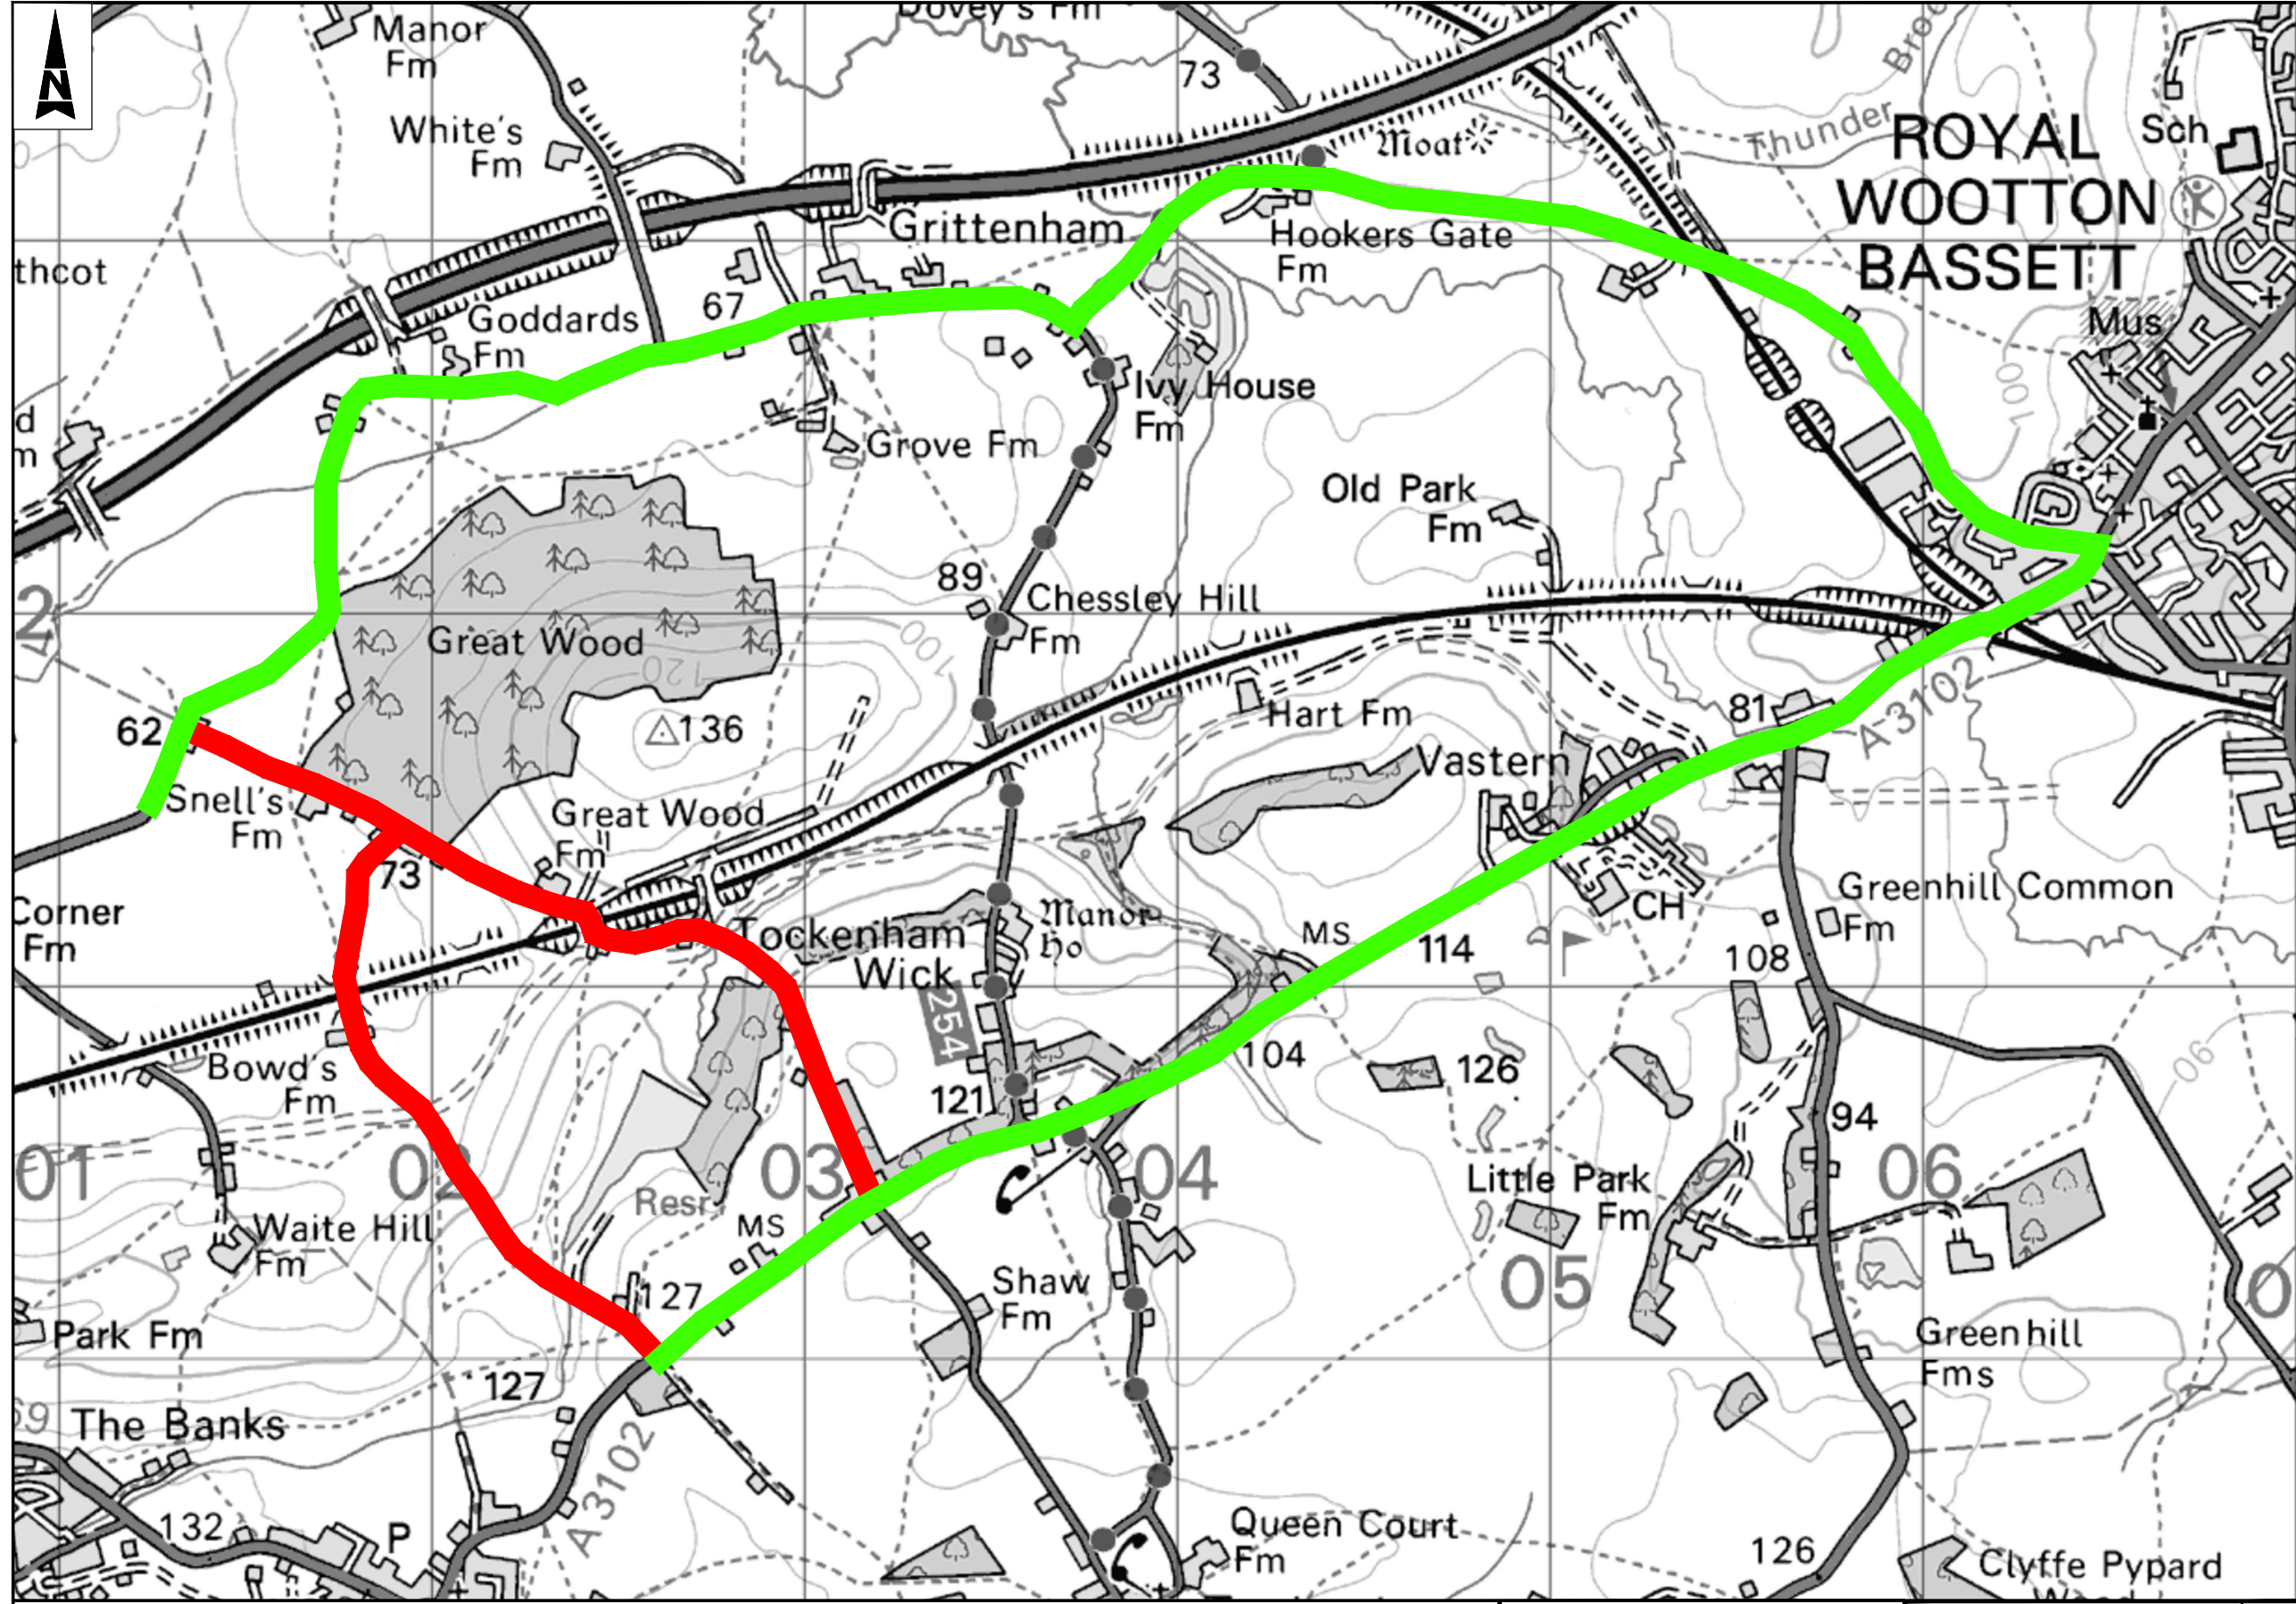 Dovey's Fm
N
Manor
Fm
73
White's
Fm
Moat
Thunder
Broo
ROYAL
WOOTTON
BASSETT
Sch
Grittenham
Hookers Gate
Fm
thcot
Goddards
Fm
67
Mus
100
Ivy House
Fm
d
m
Grove Fm
Old Park
Fm
89
Chessley Hill
Fm
2
Great Wood
120
100
136
62
Hart Fm
81
A 3102
Vastern
Snell's
Fm
Great Wood
Fm
73
CH
Greenhill Common
Fm
Corner
Fm
Tockenham
Wick
Manor
Ho
MS
114
108
254
104
126
Bowd's
Fm
121
94
90
01
02
03
04
06
Resr
MS
Little Park
Fm
Waite Hill
Fm
127
Shaw
Fm
05
0
Park Fm
Greenhill
Fms
127
The Banks
A 3102
132
P
Queen Court
Fm
126
Clyffe Pypard